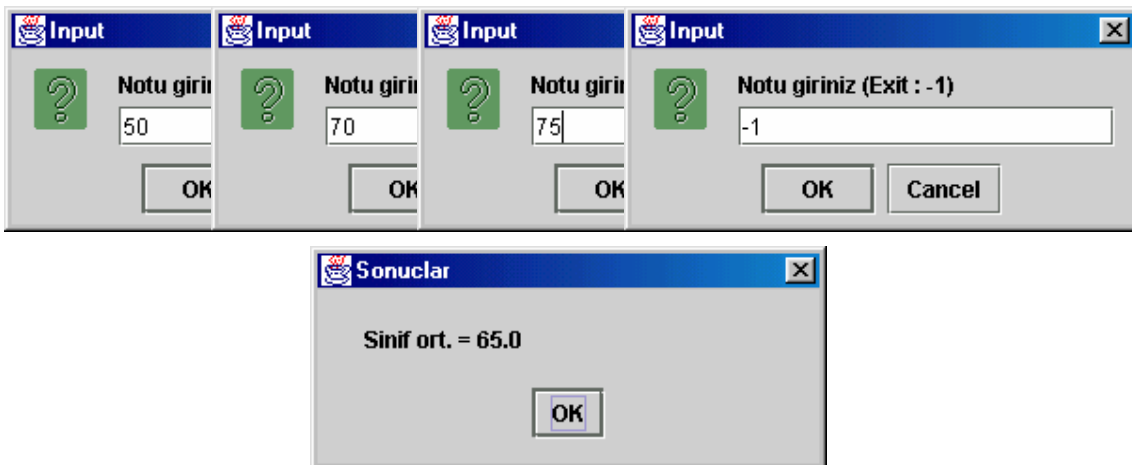 Input
Notu giri
50
OK
Input
Notu giri
70
OK
Input
Notu giri
75
OK
Input
Notu giriniz (Exit : -1)
-1
OK Cancel
Sonuclar
Sinif ort. = 65.0
OK